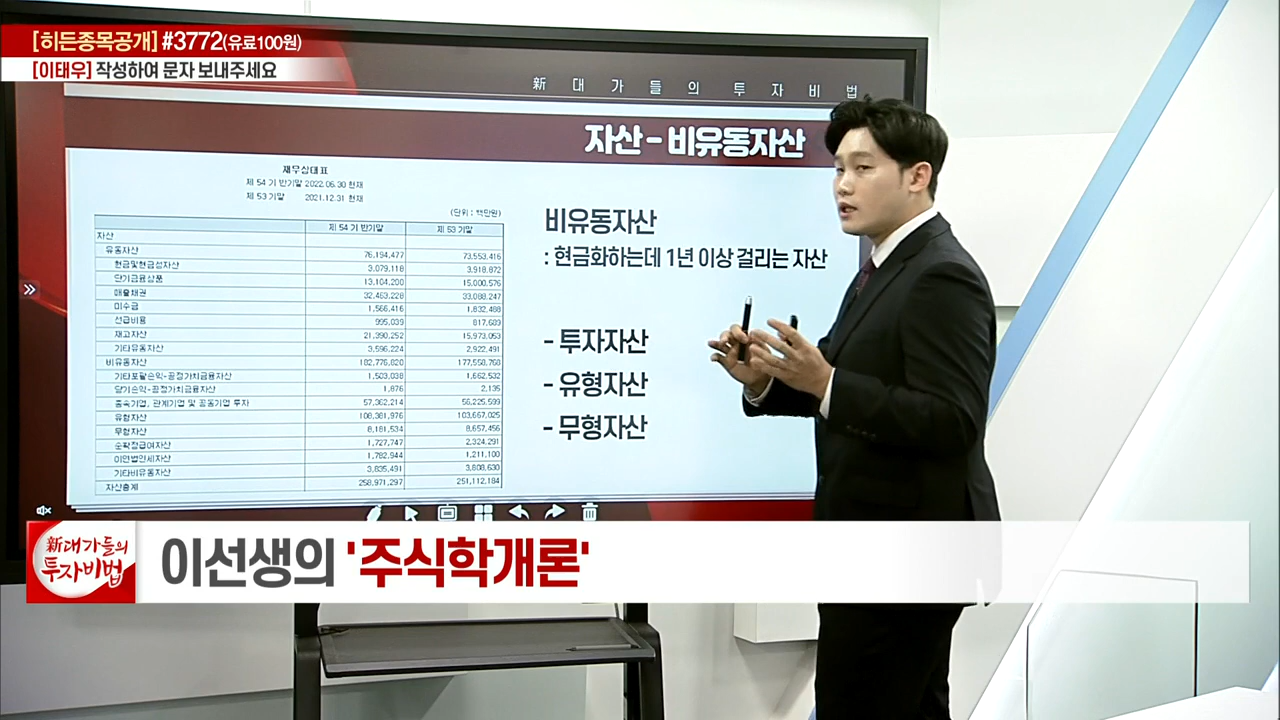 [히든종목공개] #3772(유료100원)
[이태우] 작성하여 문자 보내주세요
新 대 가 들 의 투 자 비 법
자산 - 비유동자산
재무상태표
제 54 기 반기말 2022.06.30 현재
제 53 기말 2021.12.31 현재
(단위 : 백만원)
제 54 기 반기말 제 53 기말
자산
유동자산 76,194,477 73,553,416
현금및현금성자산 3,079,118 3,918,872
단기금융상품 13,104,200 15,000,576
매출채권 32,463,228 33,088,247
미수금 1,566,416 1,832,488
선급비용 995,039 817,689
재고자산 21,390,252 15,973,053
기타유동자산 3,596,224 2,922,491
비유동자산 182,776,820 177,558,768
기타포괄손익-공정가치금융자산 1,503,038 1,662,532
당기손익-공정가치금융자산 1,876 2,135
종속기업, 관계기업 및 공동기업 투자 57,362,214 56,225,599
유형자산 108,381,976 103,667,025
무형자산 8,181,534 8,657,456
순확정급여자산 1,727,747 2,324,291
이연법인세자산 1,782,944 1,211,100
기타비유동자산 3,835,491 3,808,630
자산총계 258,971,297 251,112,184
비유동자산
: 현금화하는데 1년 이상 걸리는 자산
- 투자자산
- 유형자산
- 무형자산
新대가들의
투자비법
이선생의 '주식학개론'